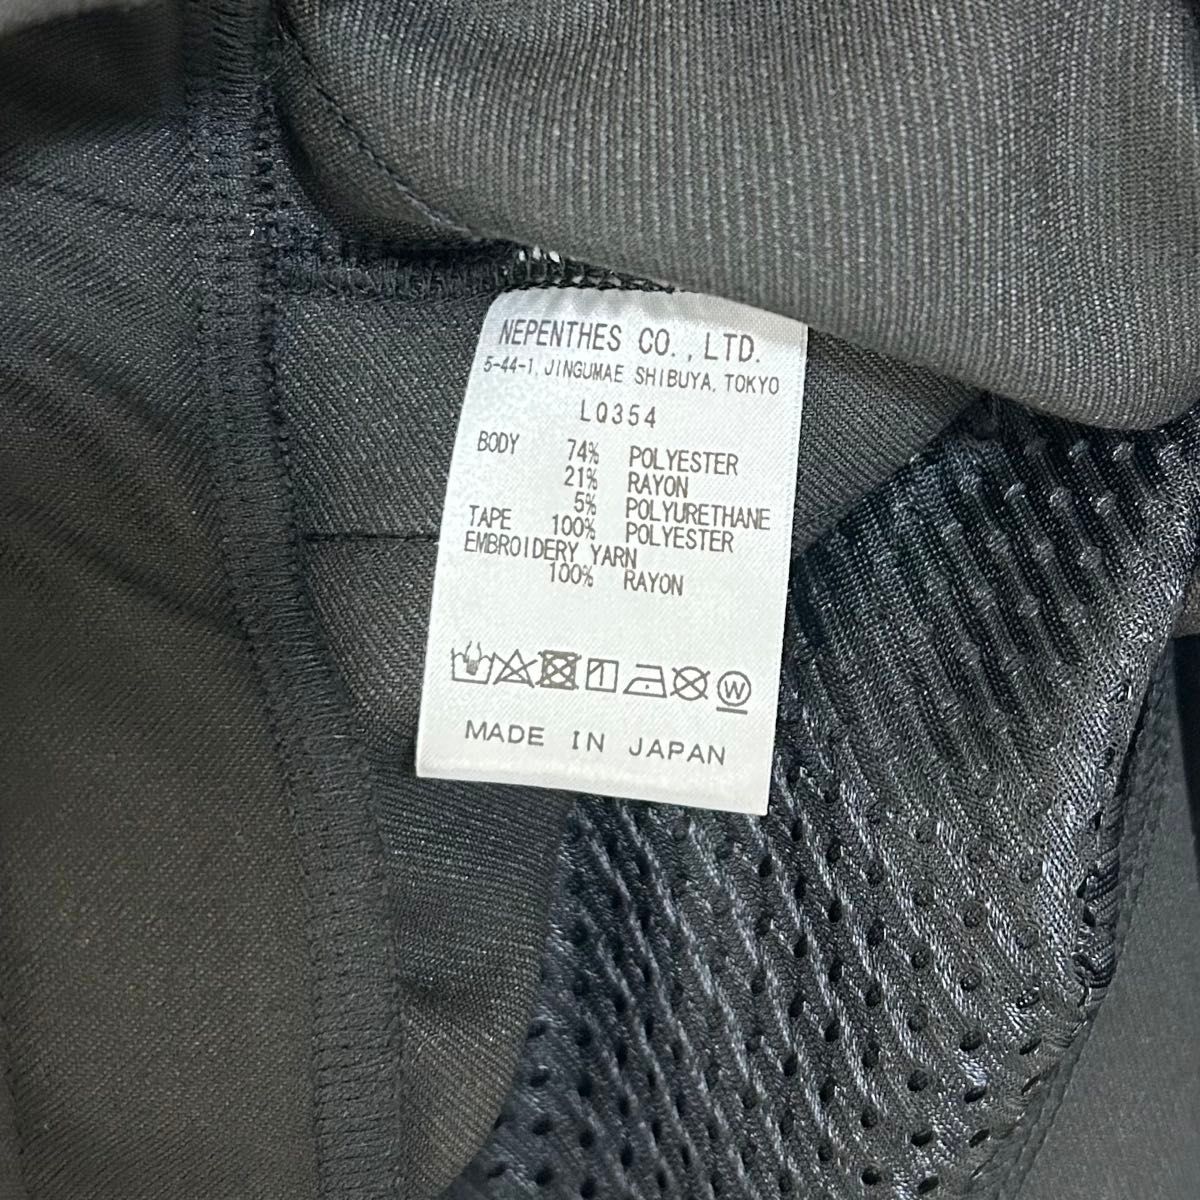 NEPENTHES CO., LTD.
5-44-1, JINGUMAE SHIBUYA, TOKYO
LQ354
BODY 74% POLYESTER
21% RAYON
5% POLYURETHANE
TAPE 100% POLYESTER
EMBROIDERY YARN
100% RAYON
W
MADE IN JAPAN